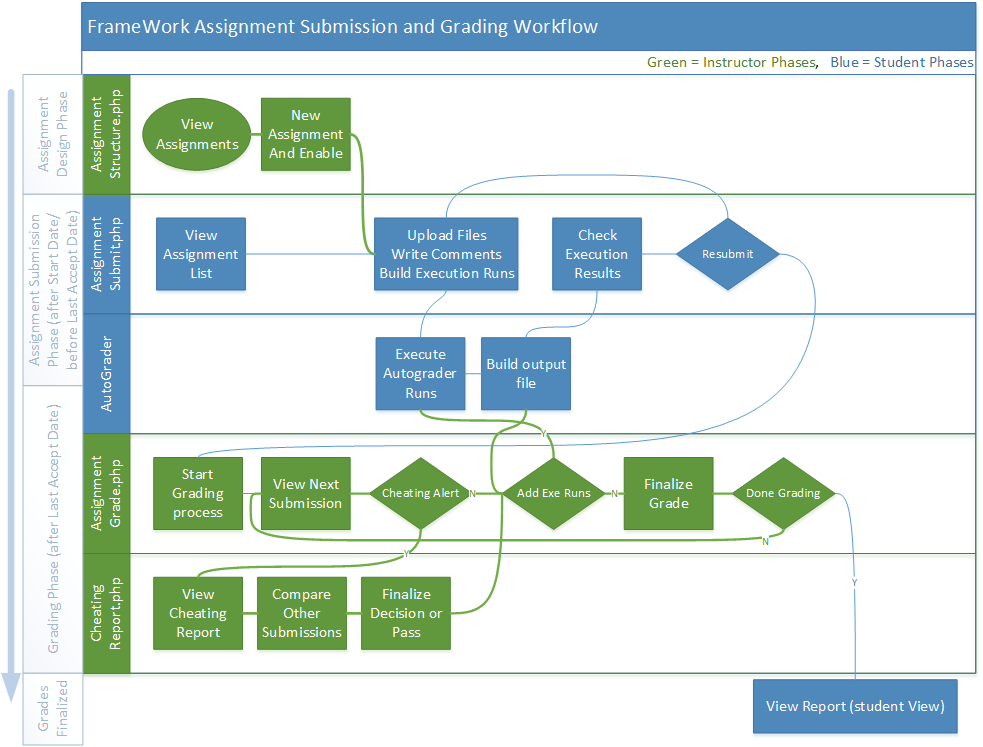 FrameWork Assignment Submission and Grading Workflow
Green = Instructor Phases, Blue = Student Phases
Assignment
Design Phase
Assignment
Structure.php
View
Assignments
New
Assignment
And Enable
Assignment Submission
Phase (after Start Date/
before Last Accept Date)
Assignment
Submit.php
View
Assignment
List
Upload Files
Write Comments
Build Execution Runs
Check
Execution
Results
Resubmit
AutoGrader
Execute
Autograder
Runs
Build output
file
Grading Phase (after Last Accept Date)
Assignment
Grade.php
Start
Grading
process
View Next
Submission
Cheating Alert
N
Y
Add Exe Runs
N
Finalize
Grade
Done Grading
N
Y
Cheating
Report.php
Y
View
Cheating
Report
Compare
Other
Submissions
Finalize
Decision or
Pass
Grades
Finalized
View Report (student View)